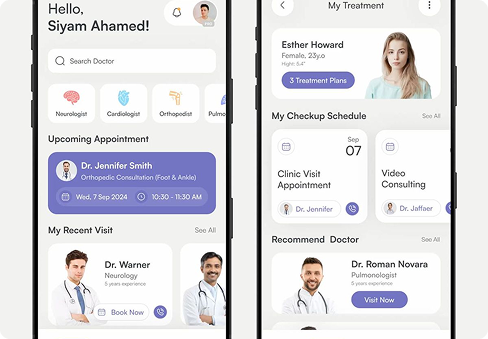 Hello,
Siyam Ahamed!
Search Doctor
Neurologist
Cardiologist
Orthopedist
Pulmo
Upcoming Appointment
Dr. Jennifer Smith
Orthopedic Consultation (Foot & Ankle)
Wed, 7 Sep 2024
10:30 - 11:30 AM
My Recent Visit
See All
Dr. Warner
Neurology
5 years experience
Book Now
My Treatment
Esther Howard
Female, 23y.o
Hight: 5.4"
3 Treatment Plans
My Checkup Schedule
See All
Sep
07
Clinic Visit
Appointment
Dr. Jennifer
Video
Consulting
Dr. Jaffaer
Recommend Doctor
See All
Dr. Roman Novara
Pulmonologist
5 years experience
Visit Now